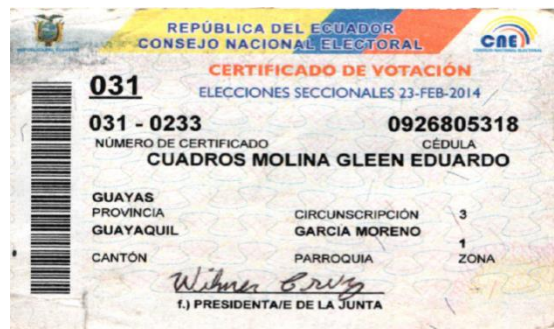 REPÚBLICA DEL ECUADOR
CONSEJO NACIONAL ELECTORAL
CNE
CERTIFICADO DE VOTACIÓN
031
ELECCIONES SECCIONALES 23-FEB-2014
031 - 0233 0926805318
NÚMERO DE CERTIFICADO CÉDULA
CUADROS MOLINA GLEEN EDUARDO
GUAYAS
PROVINCIA CIRCUNSCRIPCIÓN 3
GUAYAQUIL GARCIA MORENO
1
CANTÓN PARROQUIA ZONA
Wilmer Cruz
f.) PRESIDENTA/E DE LA JUNTA